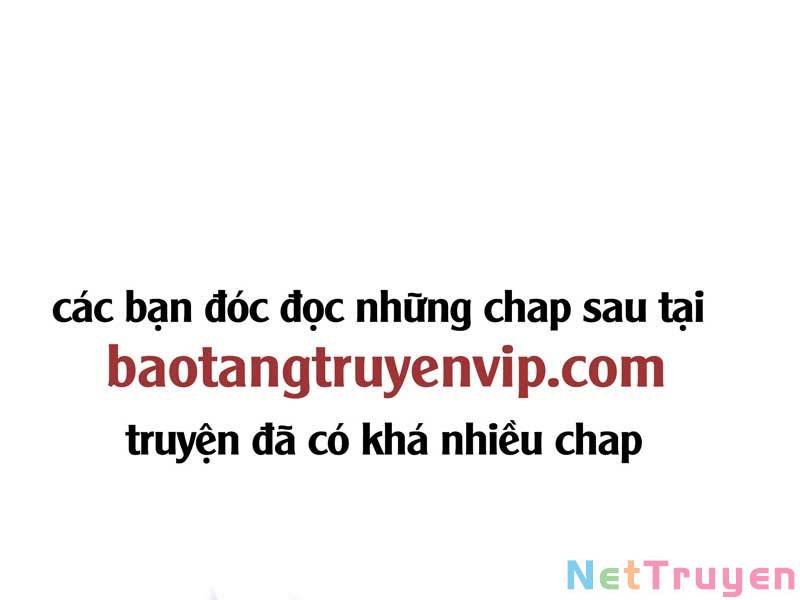 các bạn đóc đọc những chap sau tại
baotangtruyenvip.com
truyện đã có khá nhiều chap
NetTruyen